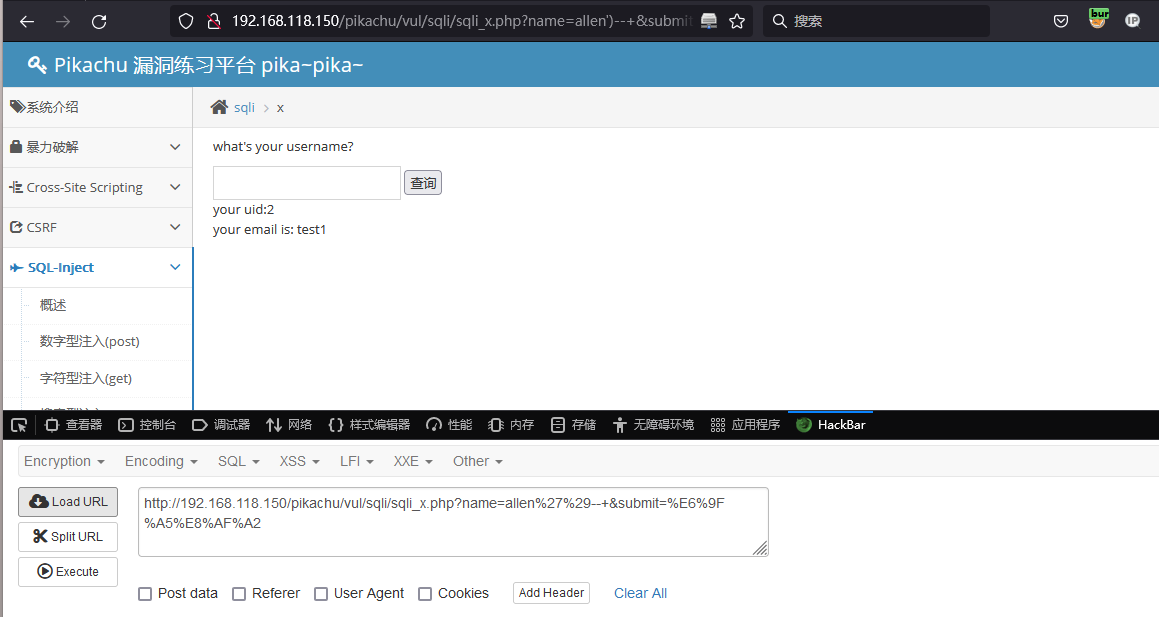 192.168.118.150/pikachu/vul/sqli/sqli_x.php?name=allen')--+&submit
搜索
bur
IP
Pikachu 漏洞练习平台 pika~pika~
系统介绍
sqli > x
暴力破解
what's your username?
Cross-Site Scripting
查询
your uid:2
CSRF
your email is: test1
SQL-Inject
概述
数字型注入(post)
字符型注入(get)
查看器 控制台 调试器 网络 样式编辑器 性能 内存 存储 无障碍环境 应用程序 HackBar
Encryption Encoding SQL XSS LFI XXE Other
Load URL
Split URL
Execute
http://192.168.118.150/pikachu/vul/sqli/sqli_x.php?name=allen%27%29--+&submit=%E6%9F
%A5%E8%AF%A2
Post data Referer User Agent Cookies Add Header Clear All